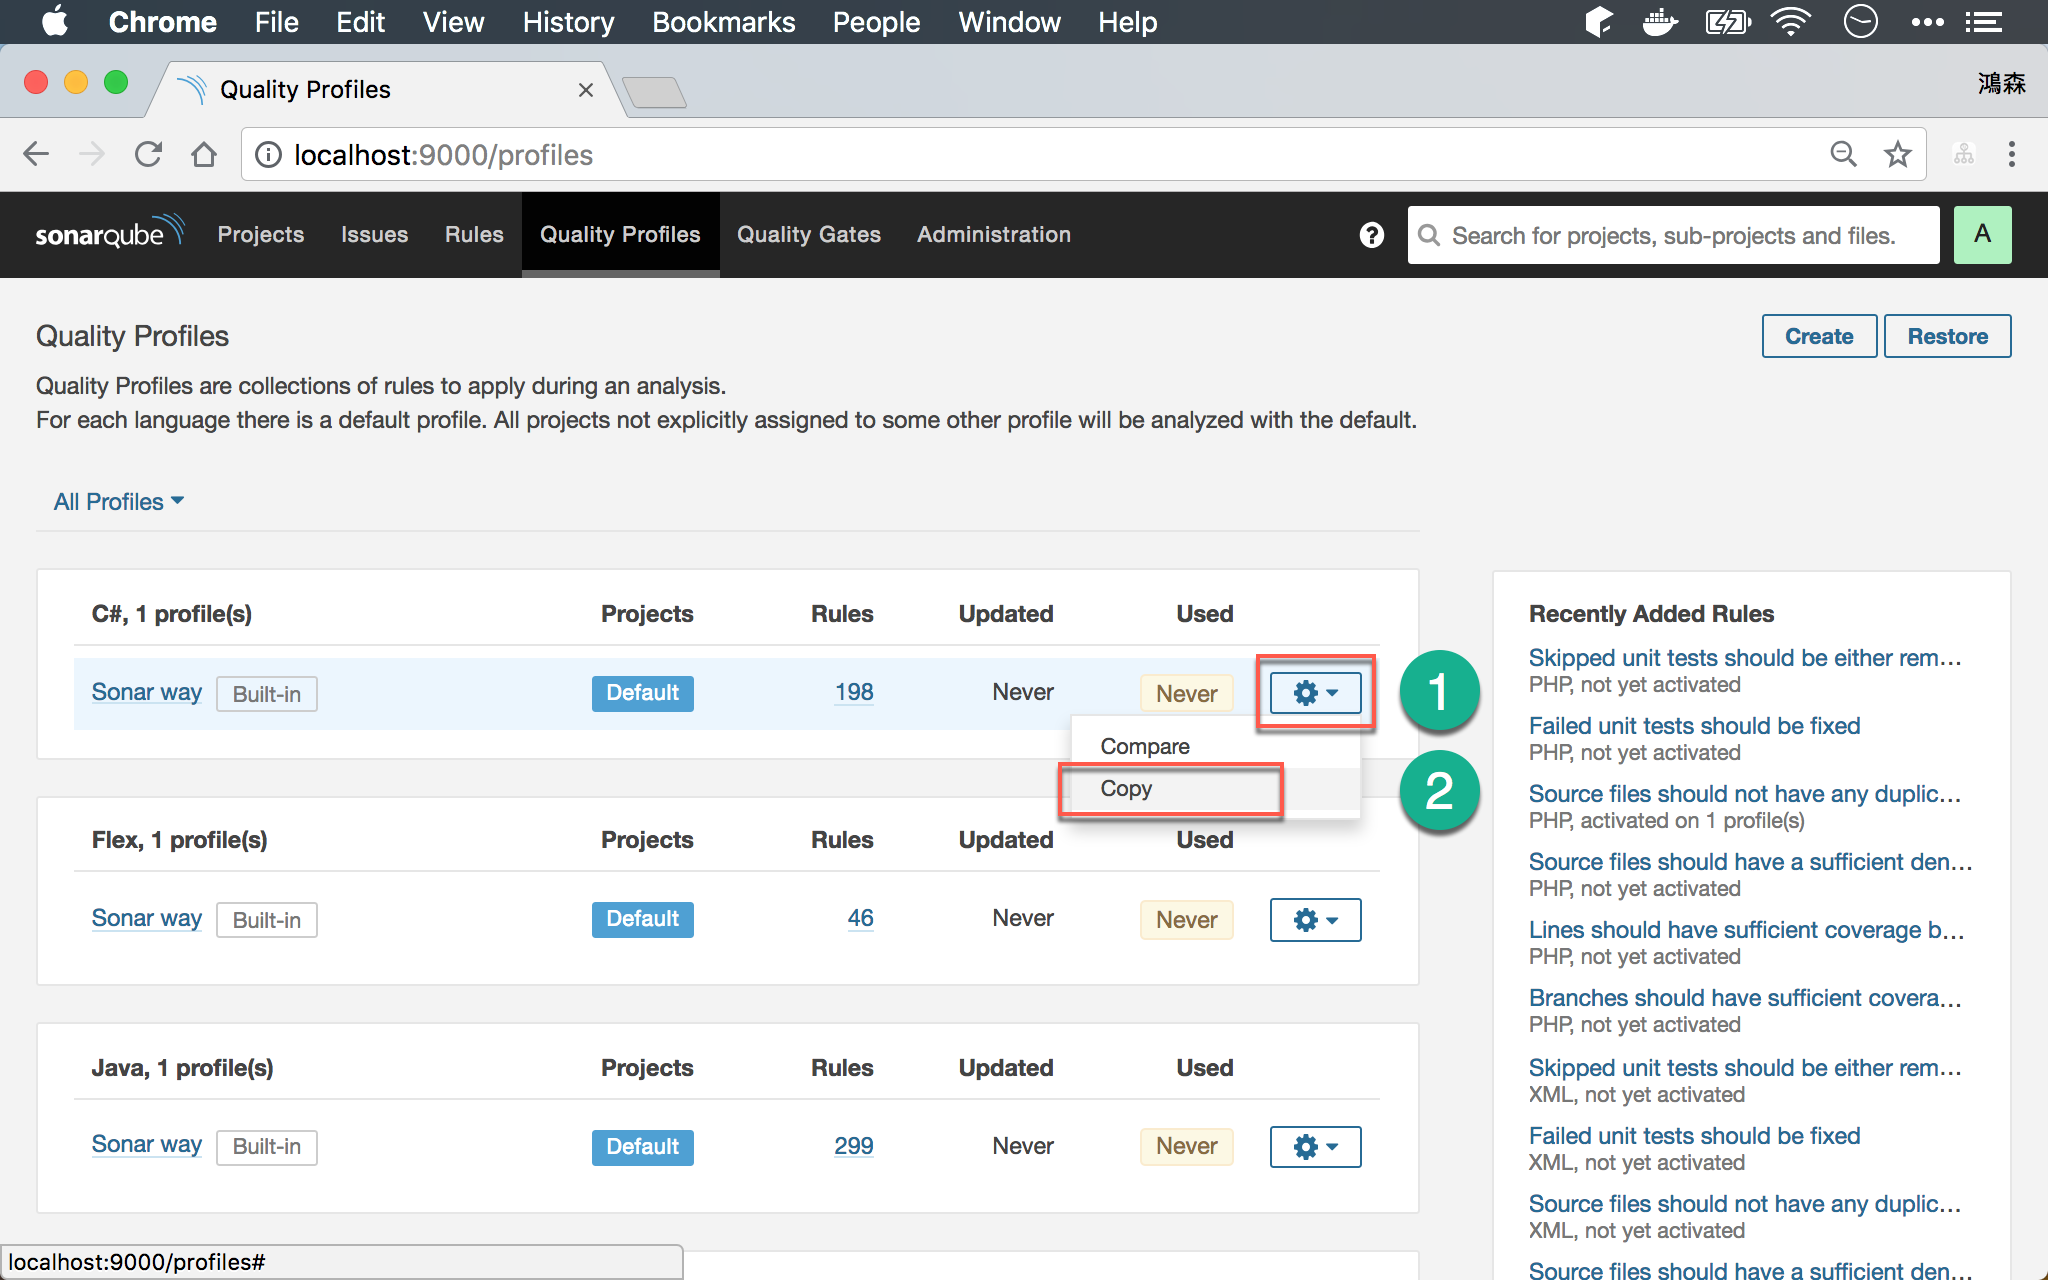 Chrome File Edit View History Bookmarks People Window Help
Quality Profiles
鴻森
localhost:9000/profiles
sonarqube Projects Issues Rules Quality Profiles Quality Gates Administration ? Search for projects, sub-projects and files. A
Quality Profiles
Create Restore
Quality Profiles are collections of rules to apply during an analysis.
For each language there is a default profile. All projects not explicitly assigned to some other profile will be analyzed with the default.
All Profiles
C#, 1 profile(s) Projects Rules Updated Used
Sonar way Built-in Default 198 Never Never
1
Compare
Copy
2
Flex, 1 profile(s) Projects Rules Updated Used
Sonar way Built-in Default 46 Never Never
Java, 1 profile(s) Projects Rules Updated Used
Sonar way Built-in Default 299 Never Never
Recently Added Rules
Skipped unit tests should be either rem...
PHP, not yet activated
Failed unit tests should be fixed
PHP, not yet activated
Source files should not have any duplic...
PHP, activated on 1 profile(s)
Source files should have a sufficient den...
PHP, not yet activated
Lines should have sufficient coverage b...
PHP, not yet activated
Branches should have sufficient covera...
PHP, not yet activated
Skipped unit tests should be either rem...
XML, not yet activated
Failed unit tests should be fixed
XML, not yet activated
Source files should not have any duplic...
XML, not yet activated
Source files should have a sufficient den...
localhost:9000/profiles#